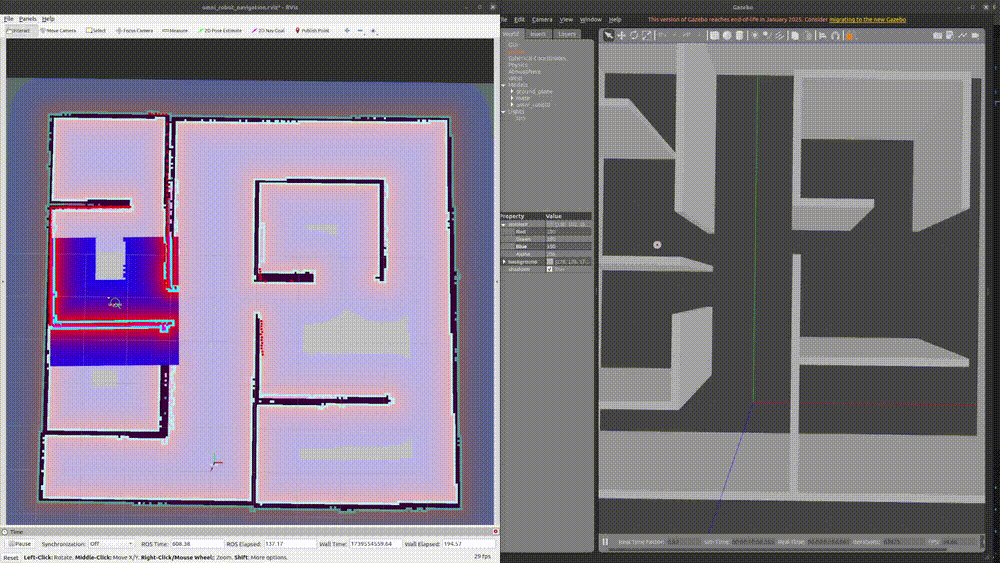 omni_robot_navigation.rviz* - RViz
File Panels Help
Interact Move Camera Select Focus Camera Measure 2D Pose Estimate 2D Nav Goal Publish Point
Time
Pause Synchronization: Off ROS Time: 608.38 ROS Elapsed: 137.17 Wall Time: 1739554559.64 Wall Elapsed: 194.57
Reset Left-Click: Rotate. Middle-Click: Move X/Y. Right-Click/Mouse Wheel: Zoom. Shift: More options. 29 fps
Gazebo
Edit Camera View Window Help
This version of Gazebo reaches end-of-life in January 2025. Consider migrating to the new Gazebo
World Insert Layers
GUI
Spherical Coordinates
Physics
Atmosphere
Wind
Models
ground_plane
maze
Lights
sun
Property Value
Red
Green
Blue
Alpha
background
shadows True
Real Time Factor: Sim Time: Real Time: Iterations: FPS: